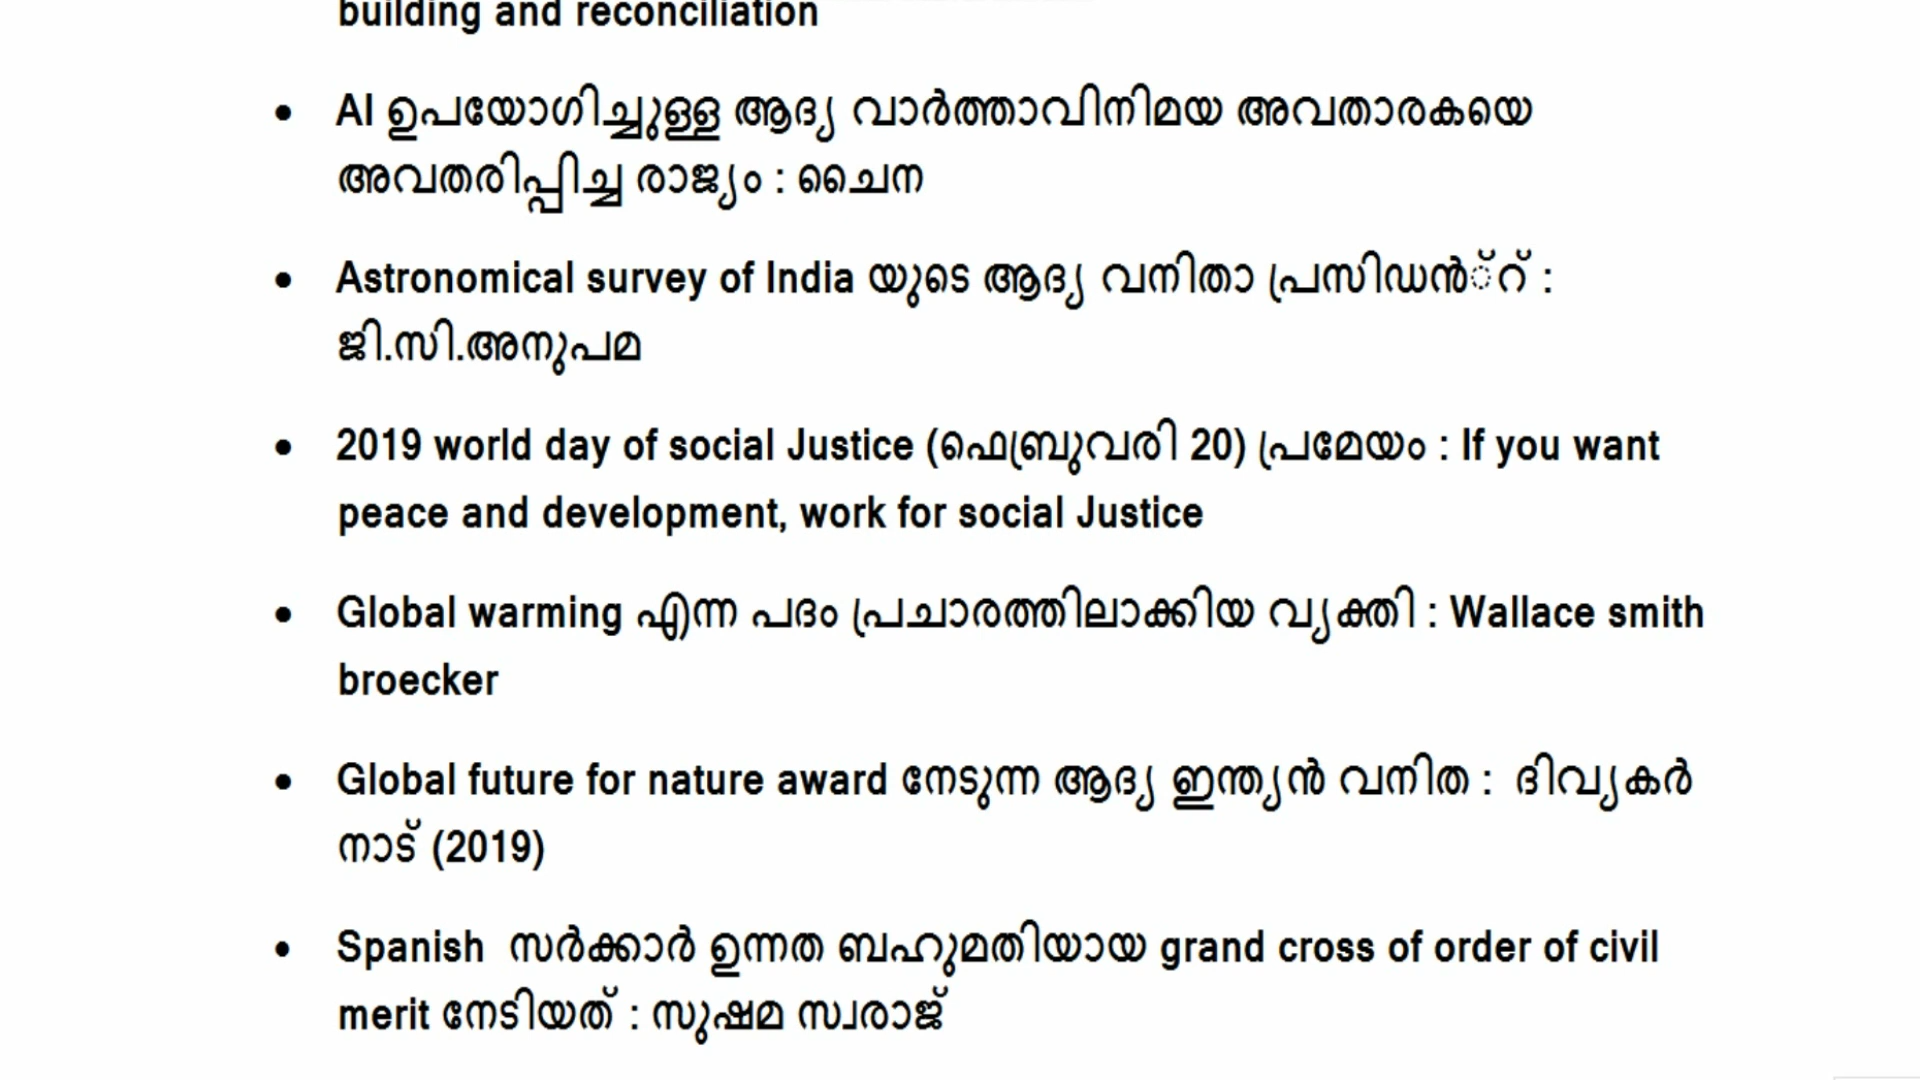 building and reconciliation
• AI ഉപയോഗിച്ചുള്ള ആദ്യ വാർത്താവിനിമയ അവതാരകയെ
അവതരിപ്പിച്ച രാജ്യം : ചൈന
• Astronomical survey of India യുടെ ആദ്യ വനിതാ പ്രസിഡൻ്റ് :
ജി.സി.അനുപമ
• 2019 world day of social Justice (ഫെബ്രുവരി 20) പ്രമേയം : If you want
peace and development, work for social Justice
• Global warming എന്ന പദം പ്രചാരത്തിലാക്കിയ വ്യക്തി : Wallace smith
broecker
• Global future for nature award നേടുന്ന ആദ്യ ഇന്ത്യൻ വനിത : ദിവ്യകർ
നാട് (2019)
• Spanish സർക്കാർ ഉന്നത ബഹുമതിയായ grand cross of order of civil
merit നേടിയത് : സുഷമ സ്വരാജ്